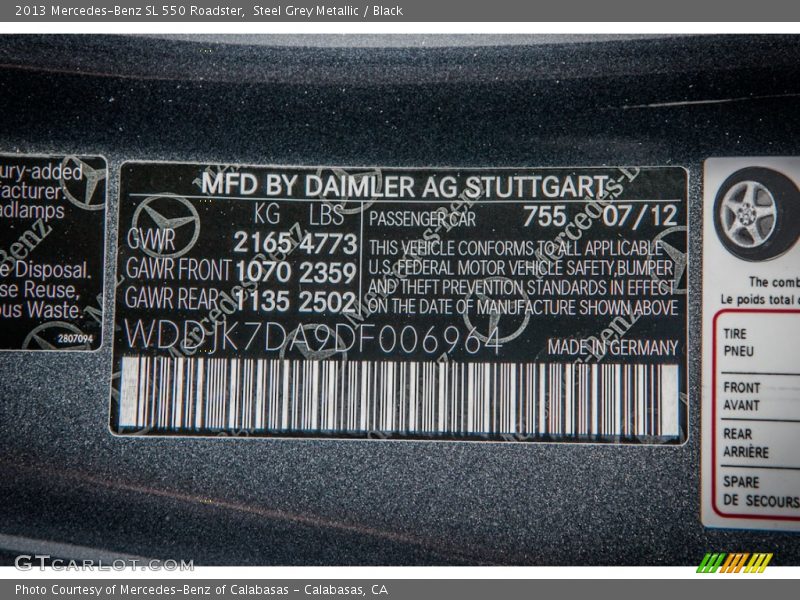 2013 Mercedes-Benz SL 550 Roadster, Steel Grey Metallic / Black
ury-added
facturer.
adlamps
e Disposal.
se Reuse,
ous Waste.
2807094
MFD BY DAIMLER AG STUTTGART
KG LBS
GVWR 2165 4773
GAWR FRONT 1070 2359
GAWR REAR 1135 2502
PASSENGER CAR 755 07/12
THIS VEHICLE CONFORMS TO ALL APPLICABLE
U.S. FEDERAL MOTOR VEHICLE SAFETY, BUMPER
AND THEFT PREVENTION STANDARDS IN EFFECT
ON THE DATE OF MANUFACTURE SHOWN ABOVE
WDDJK7DA9DF006964
MADE IN GERMANY
The comb
Le poids total
TIRE
PNEU
FRONT
AVANT
REAR
ARRIÈRE
SPARE
DE SECOURS
GTcarlot.com
Photo Courtesy of Mercedes-Benz of Calabasas - Calabasas, CA